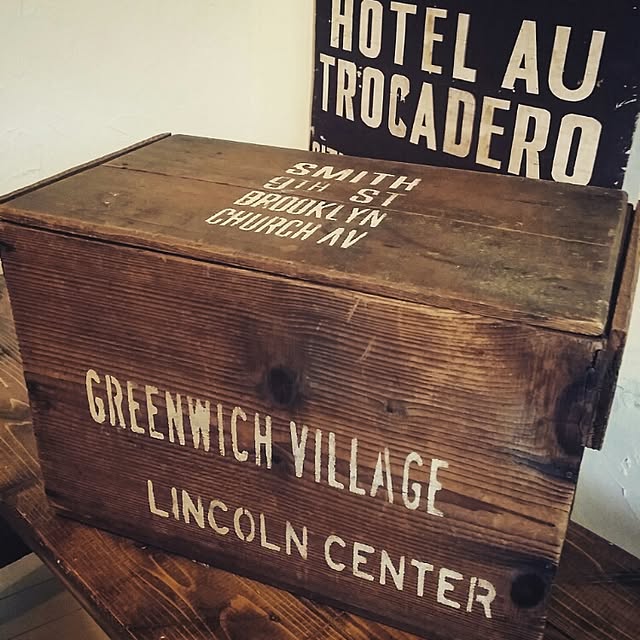 HOTEL AU
TROCADERO
SMITH
9TH ST
BROOKLYN
CHURCH AV
GREENWICH VILLAGE
LINCOLN CENTER